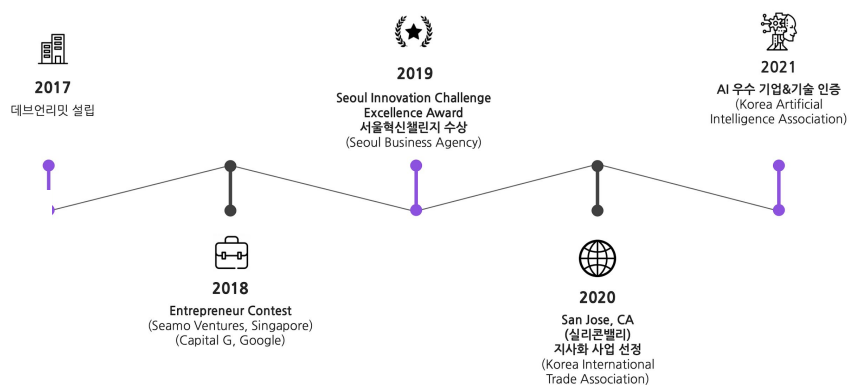 2017
데브언리밋 설립
2018
Entrepreneur Contest
(Seamo Ventures, Singapore)
(Capital G, Google)
2019
Seoul Innovation Challenge
Excellence Award
서울혁신챌린지 수상
(Seoul Business Agency)
2020
San Jose, CA
(실리콘밸리)
지사화 사업 선정
(Korea International
Trade Association)
2021
AI 우수 기업&기술 인증
(Korea Artificial
Intelligence Association)